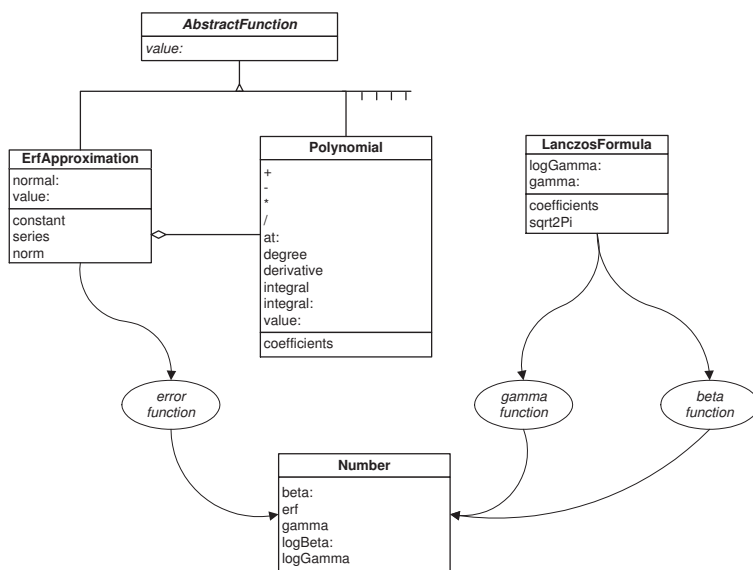 AbstractFunction
value:
ErfApproximation
normal:
value:
constant
series
norm
Polynomial
+
-
*
/
at:
degree
derivative
integral
integral:
value:
coefficients
LanczosFormula
logGamma:
gamma:
coefficients
sqrt2Pi
error
function
gamma
function
beta
function
Number
beta:
erf
gamma
logBeta:
logGamma